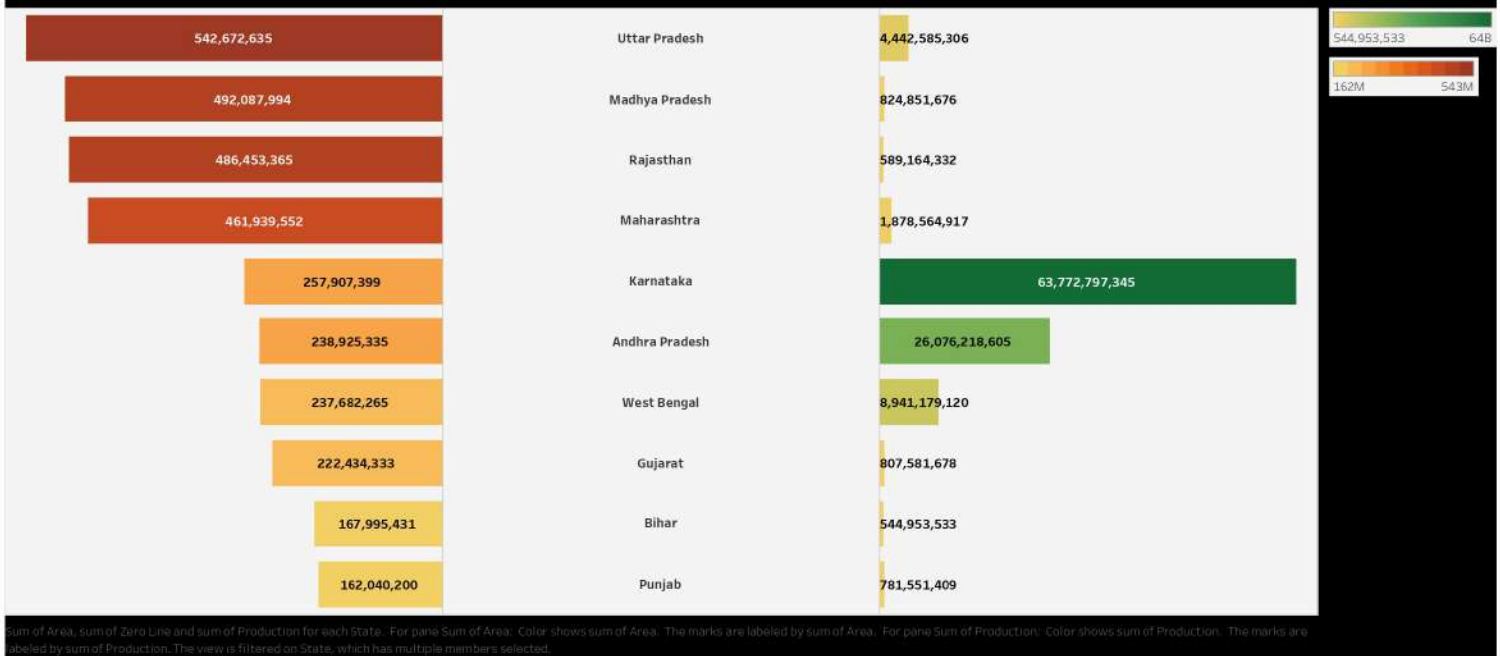 542,672,635 Uttar Pradesh 4,442,585,306
544,953,533 64B
492,087,994 Madhya Pradesh 824,851,676
162M 543M
486,453,365 Rajasthan 589,164,332
461,939,552 Maharashtra 1,878,564,917
257,907,399 Karnataka 63,772,797,345
238,925,335 Andhra Pradesh 26,076,218,605
237,682,265 West Bengal 8,941,179,120
222,434,333 Gujarat 807,581,678
167,995,431 Bihar 544,953,533
162,040,200 Punjab 781,551,409
Sum of Area, sum of Zero Line and sum of Production for each State. For pane Sum of Area: Color shows sum of Area. The marks are labeled by sum of Area. For pane Sum of Production: Color shows sum of Production. The marks are
labeled by sum of Production. The view is filtered on State, which has multiple members selected.